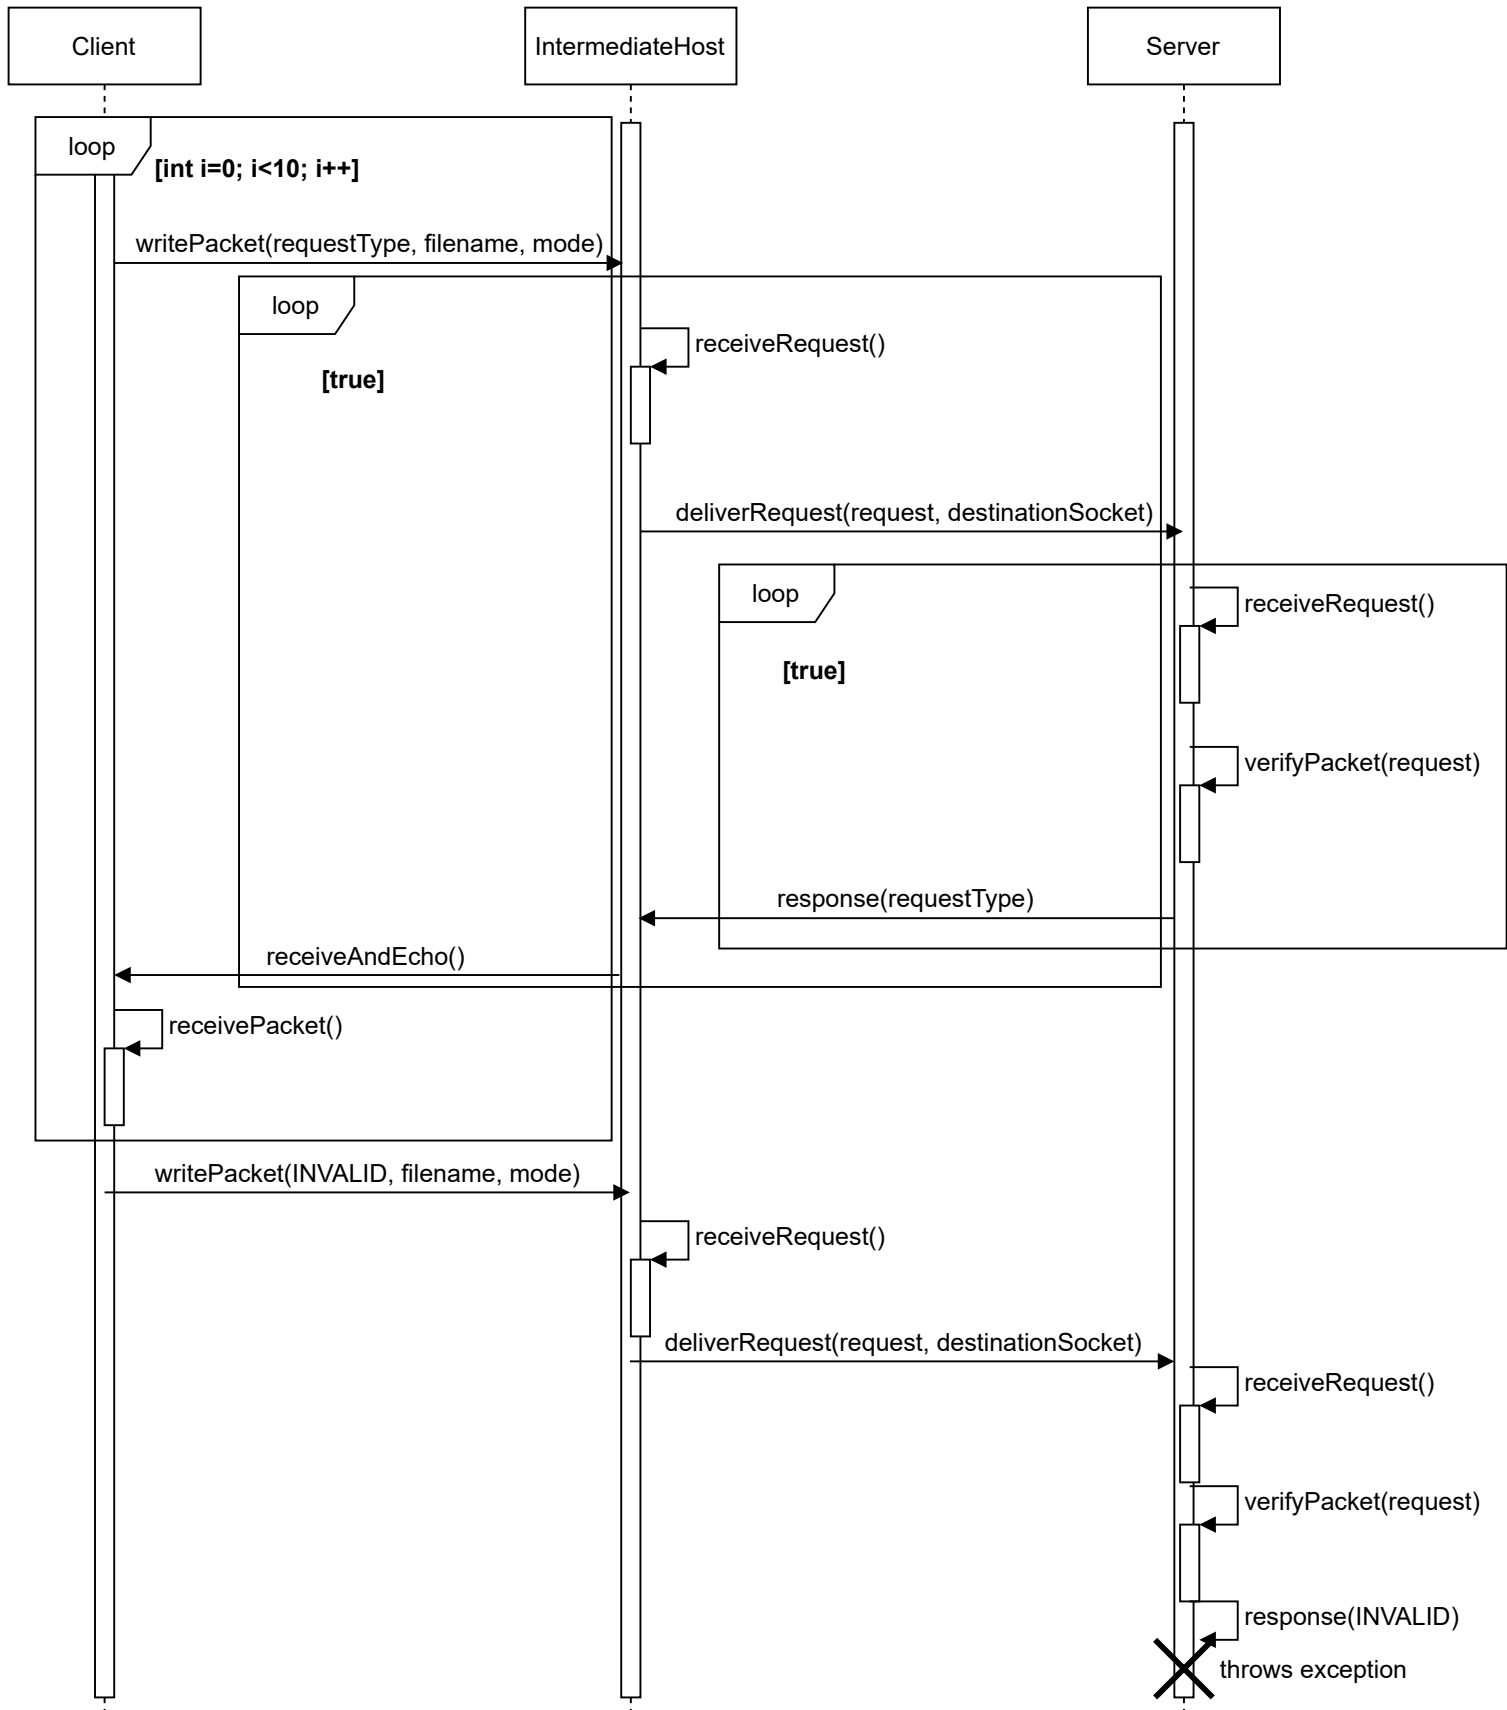 Client
IntermediateHost
Server
loop
[int i=0; i<10; i++]
writePacket(requestType, filename, mode)
loop
receiveRequest()
[true]
deliverRequest(request, destinationSocket)
loop
receiveRequest()
[true]
verifyPacket(request)
response(requestType)
receiveAndEcho()
receivePacket()
writePacket(INVALID, filename, mode)
receiveRequest()
deliverRequest(request, destinationSocket)
receiveRequest()
verifyPacket(request)
response(INVALID)
throws exception